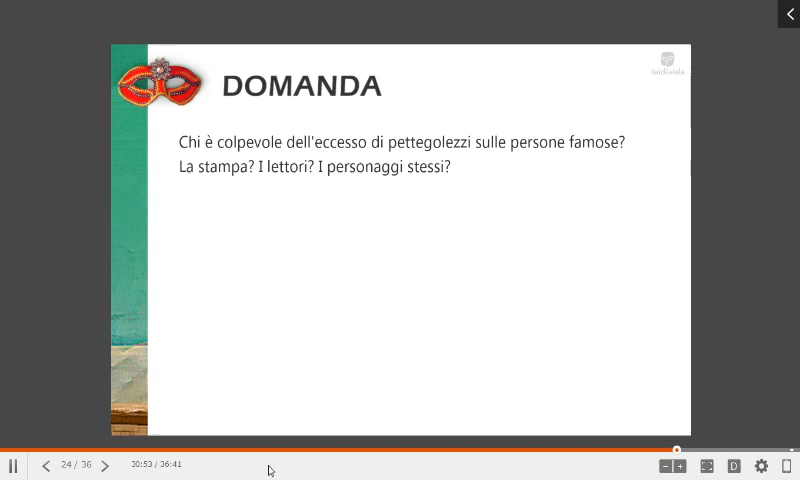 DOMANDA
Chi è colpevole dell'eccesso di pettegolezzi sulle persone famose?
La stampa? I lettori? I personaggi stessi?
24 / 36
30:53 / 36:41
D